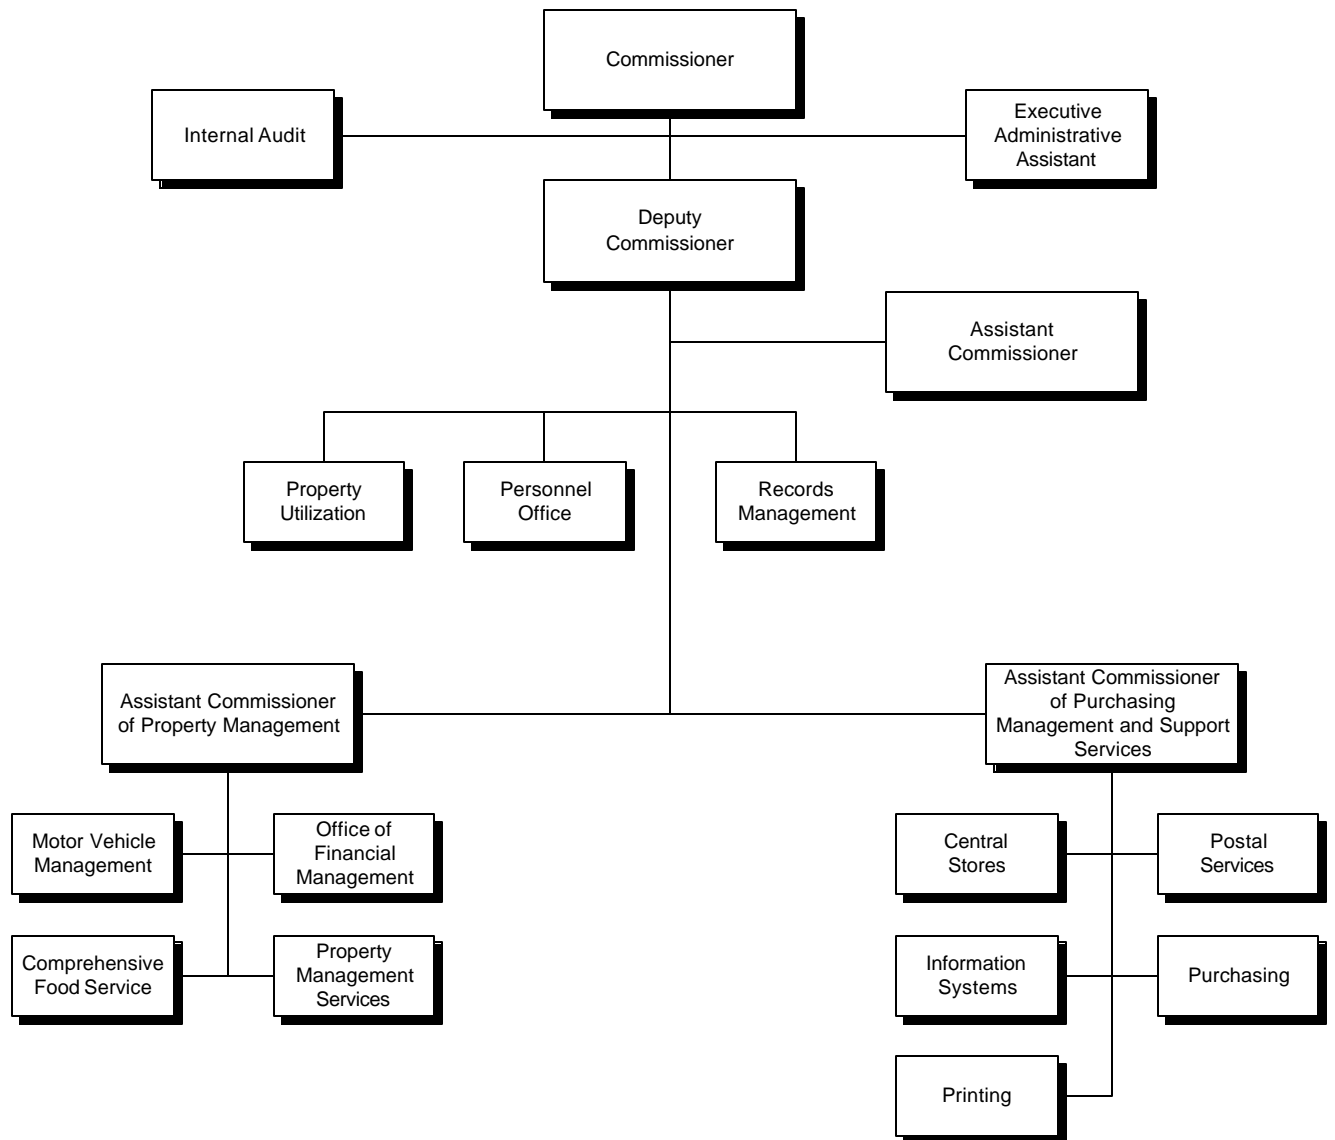 Commissioner
Internal Audit
Executive
Administrative
Assistant
Deputy
Commissioner
Assistant
Commissioner
Property
Utilization
Personnel
Office
Records
Management
Assistant Commissioner
of Property Management
Assistant Commissioner
of Purchasing
Management and Support
Services
Motor Vehicle
Management
Office of
Financial
Management
Central
Stores
Postal
Services
Comprehensive
Food Service
Property
Management
Services
Information
Systems
Purchasing
Printing